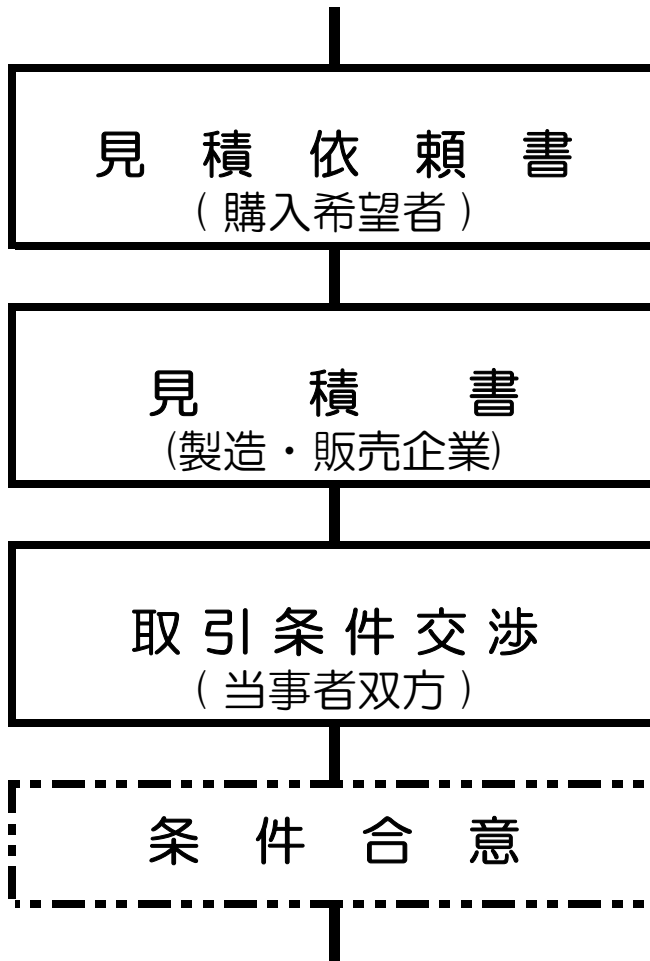 見積依頼書
（購入希望者）
見積書
(製造・販売企業)
取引条件交渉
（当事者双方）
条件合意